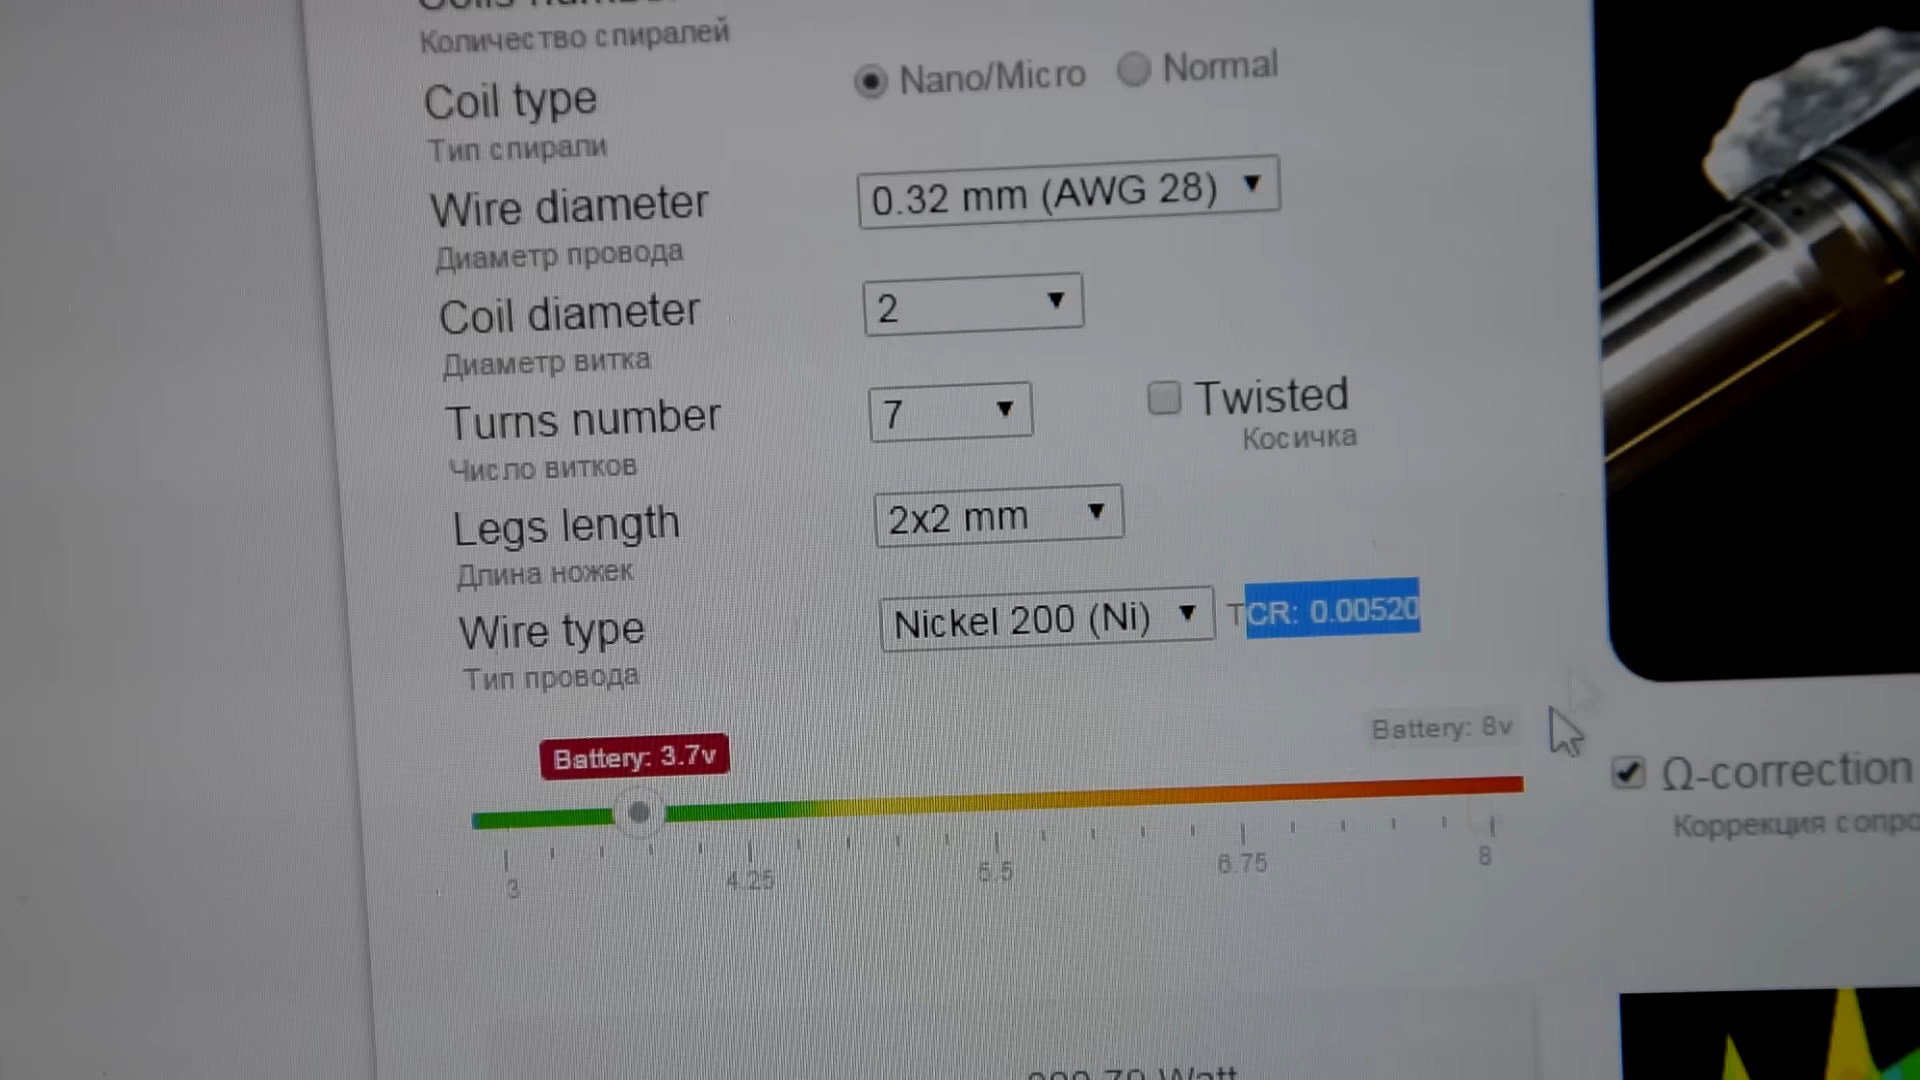 Количество спиралей
Coil type
Nano/Micro
Normal
Тип спирали
Wire diameter
0.32 mm (AWG 28)
Диаметр провода
Coil diameter
2
Диаметр витка
Turns number
7
Twisted
Число витков
Косичка
Legs length
2x2 mm
Длина ножек
Wire type
Nickel 200 (Ni)
TCR: 0.00520
Тип провода
Battery: 3.7v
Battery: 8v
Ω-correction
Коррекция
3
4.25
5.5
6.75
8
Watt